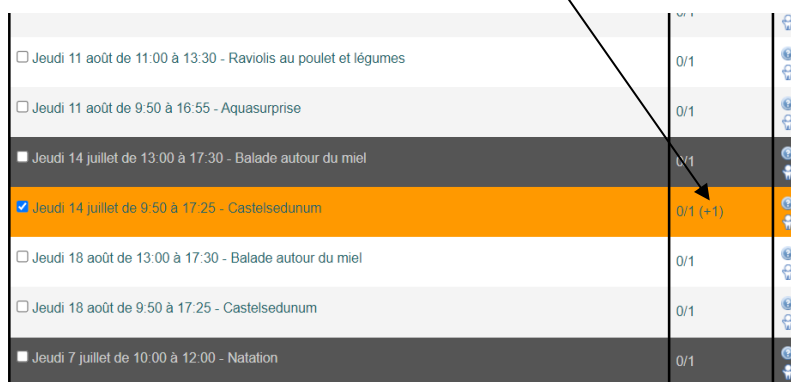 0/1
Jeudi 11 août de 11:00 à 13:30 - Raviolis au poulet et légumes 0/1
Jeudi 11 août de 9:50 à 16:55 - Aquasurprise 0/1
Jeudi 14 juillet de 13:00 à 17:30 - Balade autour du miel 0/1
Jeudi 14 juillet de 9:50 à 17:25 - Castelsedunum 0/1 (+1)
Jeudi 18 août de 13:00 à 17:30 - Balade autour du miel 0/1
Jeudi 18 août de 9:50 à 17:25 - Castelsedunum 0/1
Jeudi 7 juillet de 10:00 à 12:00 - Natation 0/1